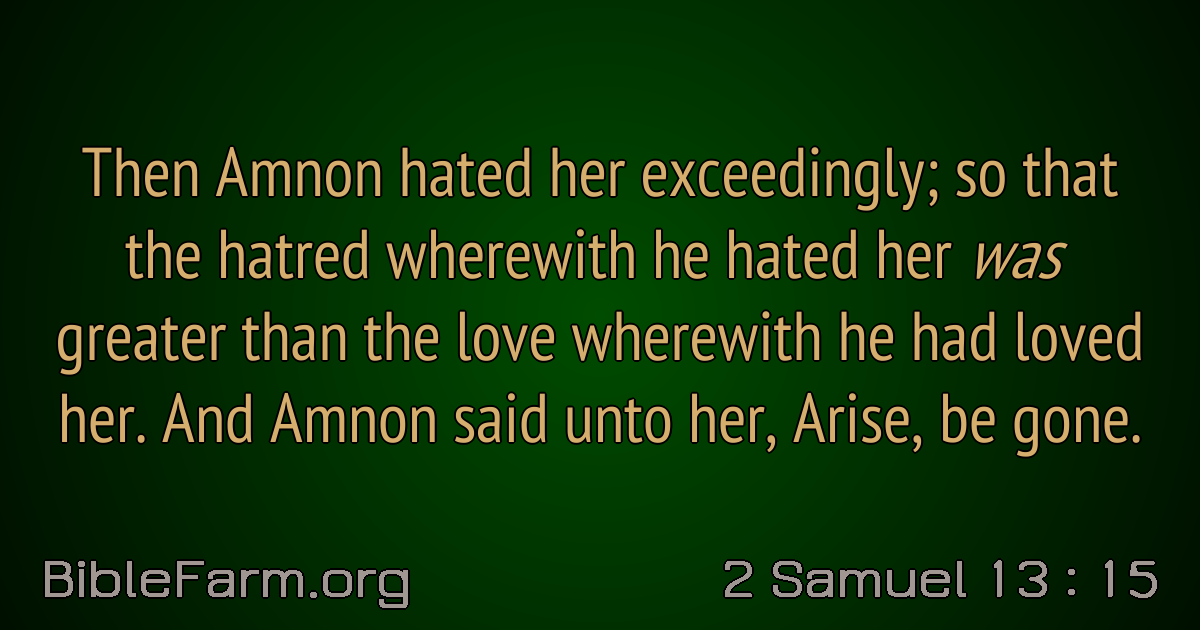 Then Amnon hated her exceedingly; so that
the hatred wherewith he hated her was
greater than the love wherewith he had loved
her. And Amnon said unto her, Arise, be gone.
BibleFarm.org
2 Samuel 13 : 15